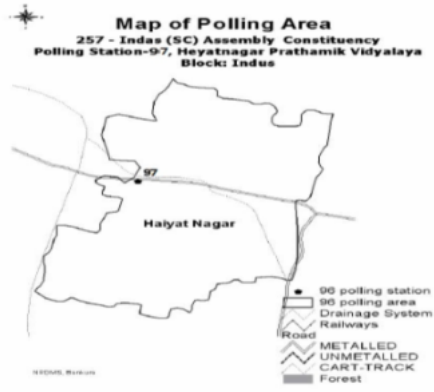 Map of Polling Area
257 - Indas (SC) Assembly Constituency
Polling Station-97, Heyatnagar Prathamik Vidyalaya
Block: Indus
97
Haiyat Nagar
96 polling station
96 polling area
Drainage System
Railways
Road
METALLED
UNMETALLED
CART-TRACK
Forest